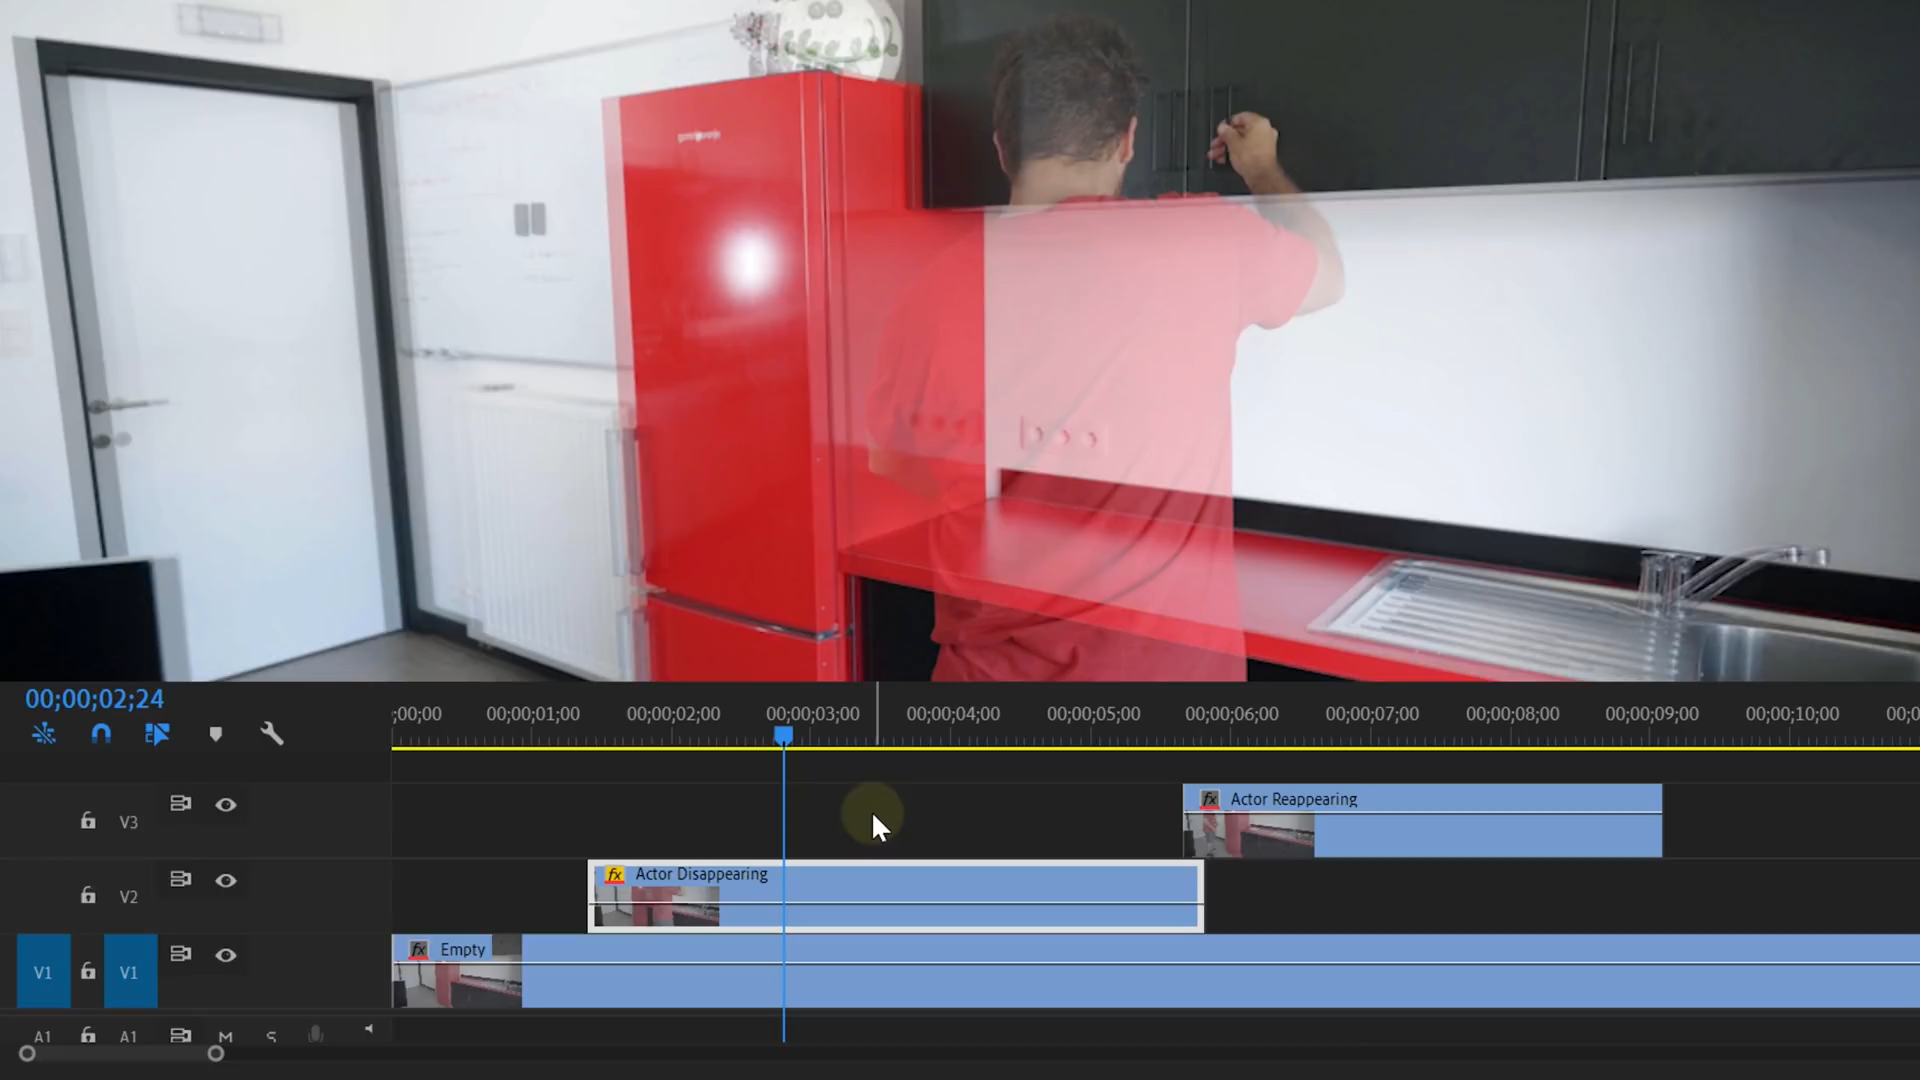 00;00;02;24
;00;00 00;00;01;00 00;00;02;00 00;00;03;00 00;00;04;00 00;00;05;00 00;00;06;00 00;00;07;00 00;00;08;00 00;00;09;00 00;00;10;00 00;0
V3 fx Actor Reappearing
V2 fx Actor Disappearing
V1 V1 fx Empty
A1 A1 M S